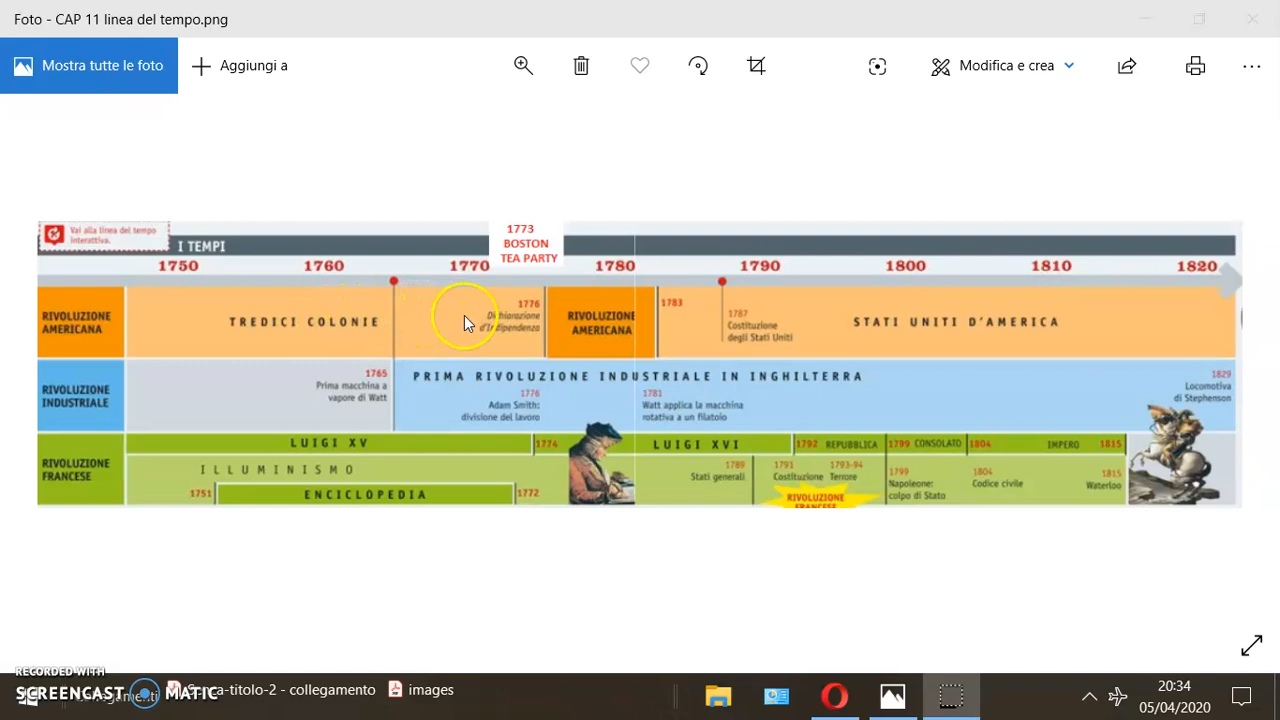 Foto - CAP 11 linea del tempo.png
Mostra tutte le foto
Aggiungi a
Modifica e crea
Vai alla linea del tempo
interattiva.
I TEMPI
1773
BOSTON
TEA PARTY
1750 1760 1770 1780 1790 1800 1810 1820
RIVOLUZIONE
AMERICANA
TREDICI COLONIE
1776
Dichiarazione
d'Indipendenza
RIVOLUZIONE
AMERICANA
1783
1787
Costituzione
degli Stati Uniti
STATI UNITI D'AMERICA
RIVOLUZIONE
INDUSTRIALE
1765
Prima macchina a
vapore di Watt
PRIMA RIVOLUZIONE INDUSTRIALE IN INGHILTERRA
1776
Adam Smith:
divisione del lavoro
1781
Watt applica la macchina
rotativa a un filatoio
1829
Locomotiva
di Stephenson
RIVOLUZIONE
FRANCESE
LUIGI XV
1774
LUIGI XVI
1792 REPUBBLICA
1799 CONSOLATO
1804 IMPERO 1815
ILLUMINISMO
1751 ENCICLOPEDIA 1772
1789
Stati generali
1791
Costituzione
1793-94
Terrore
RIVOLUZIONE
FRANCESE
1799
Napoleone:
colpo di Stato
1804
Codice civile
1815
Waterloo
RECORDED WITH
SCREENCAST MATIC
-titolo-2 - collegamento
images
20:34
05/04/2020